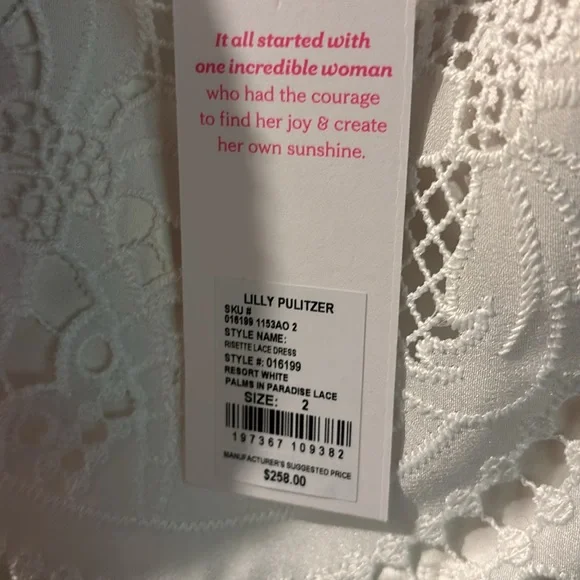 It all started with
one incredible woman
who had the courage
to find her joy & create
her own sunshine.
LILLY PULITZER
SKU #
016199 1153AO 2
STYLE NAME:
RISETTE LACE DRESS
STYLE #: 016199
RESORT WHITE
PALMS IN PARADISE LACE
SIZE: 2
197367 109382
MANUFACTURER'S SUGGESTED PRICE
$258.00